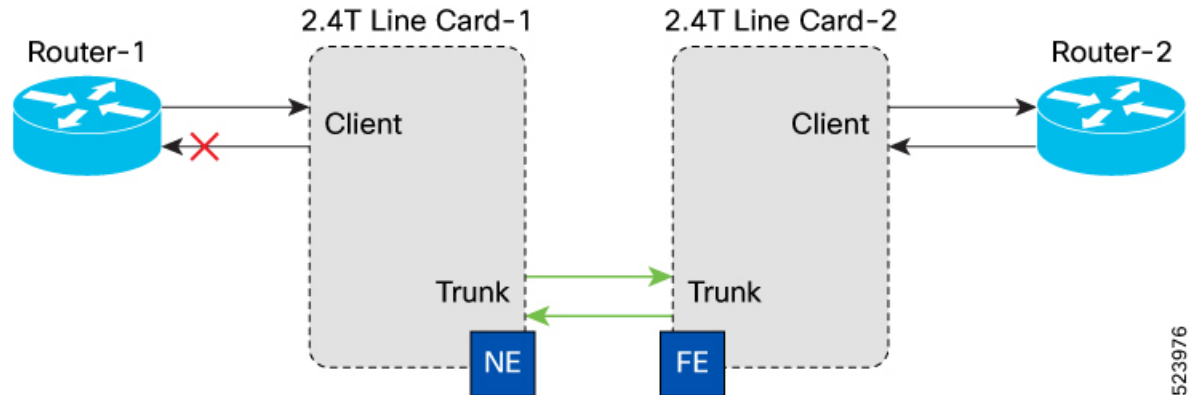 2.4T Line Card-1
2.4T Line Card-2
Router-1
Router-2
Client
Client
Trunk
Trunk
NE
FE
523976